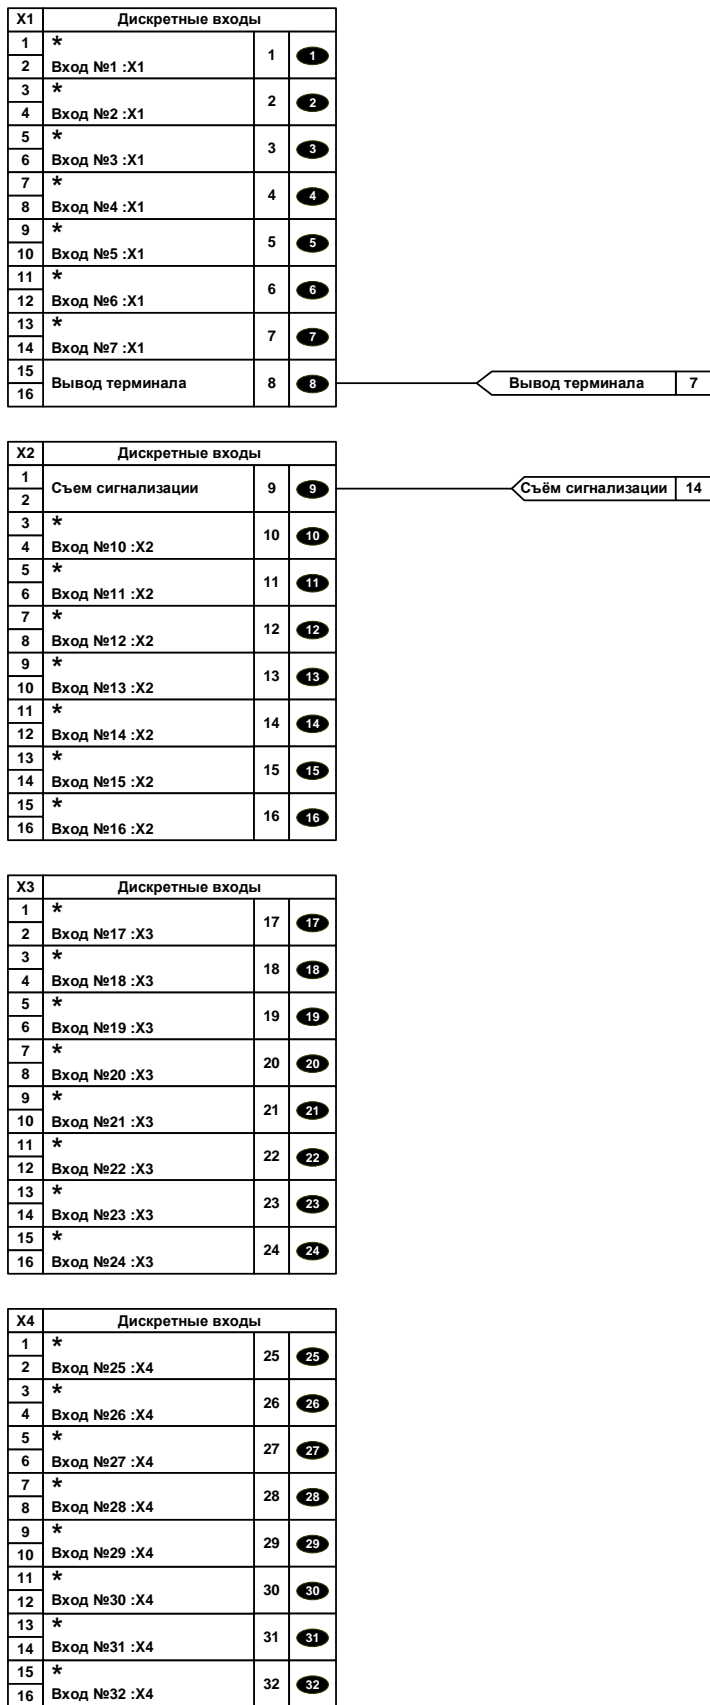 X1 Дискретные входы
1 *
2 Вход №1 :X1 1 1
3 *
4 Вход №2 :X1 2 2
5 *
6 Вход №3 :X1 3 3
7 *
8 Вход №4 :X1 4 4
9 *
10 Вход №5 :X1 5 5
11 *
12 Вход №6 :X1 6 6
13 *
14 Вход №7 :X1 7 7
15
16 Вывод терминала 8 8 Вывод терминала 7
X2 Дискретные входы
1
2 Съем сигнализации 9 9 Съём сигнализации 14
3 *
4 Вход №10 :X2 10 10
5 *
6 Вход №11 :X2 11 11
7 *
8 Вход №12 :X2 12 12
9 *
10 Вход №13 :X2 13 13
11 *
12 Вход №14 :X2 14 14
13 *
14 Вход №15 :X2 15 15
15 *
16 Вход №16 :X2 16 16
X3 Дискретные входы
1 *
2 Вход №17 :X3 17 17
3 *
4 Вход №18 :X3 18 18
5 *
6 Вход №19 :X3 19 19
7 *
8 Вход №20 :X3 20 20
9 *
10 Вход №21 :X3 21 21
11 *
12 Вход №22 :X3 22 22
13 *
14 Вход №23 :X3 23 23
15 *
16 Вход №24 :X3 24 24
X4 Дискретные входы
1 *
2 Вход №25 :X4 25 25
3 *
4 Вход №26 :X4 26 26
5 *
6 Вход №27 :X4 27 27
7 *
8 Вход №28 :X4 28 28
9 *
10 Вход №29 :X4 29 29
11 *
12 Вход №30 :X4 30 30
13 *
14 Вход №31 :X4 31 31
15 *
16 Вход №32 :X4 32 32